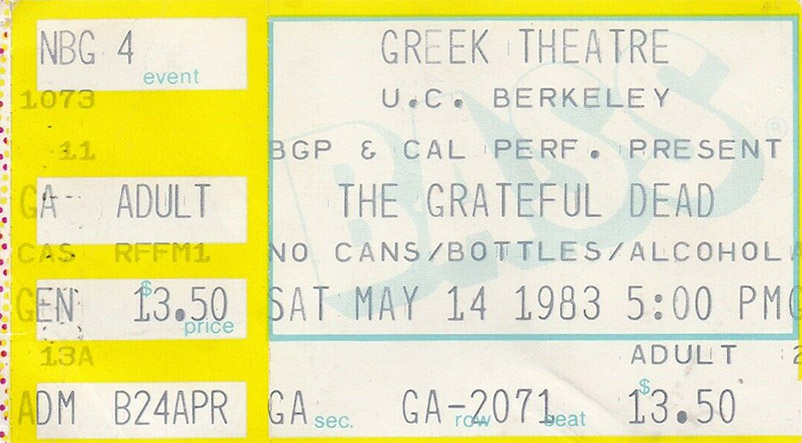 NBG 4
event
1073
11
GA ADULT
CAS RFFM1
GEN $ 13.50
price
13A
ADM B24APR
GREEK THEATRE
U.C. BERKELEY
BGP & CAL PERF. PRESENT
THE GRATEFUL DEAD
NO CANS/BOTTLES/ALCOHOL
SAT MAY 14 1983 5:00 PM
ADULT
GA sec. GA-2071 row seat $ 13.50
BASS ®